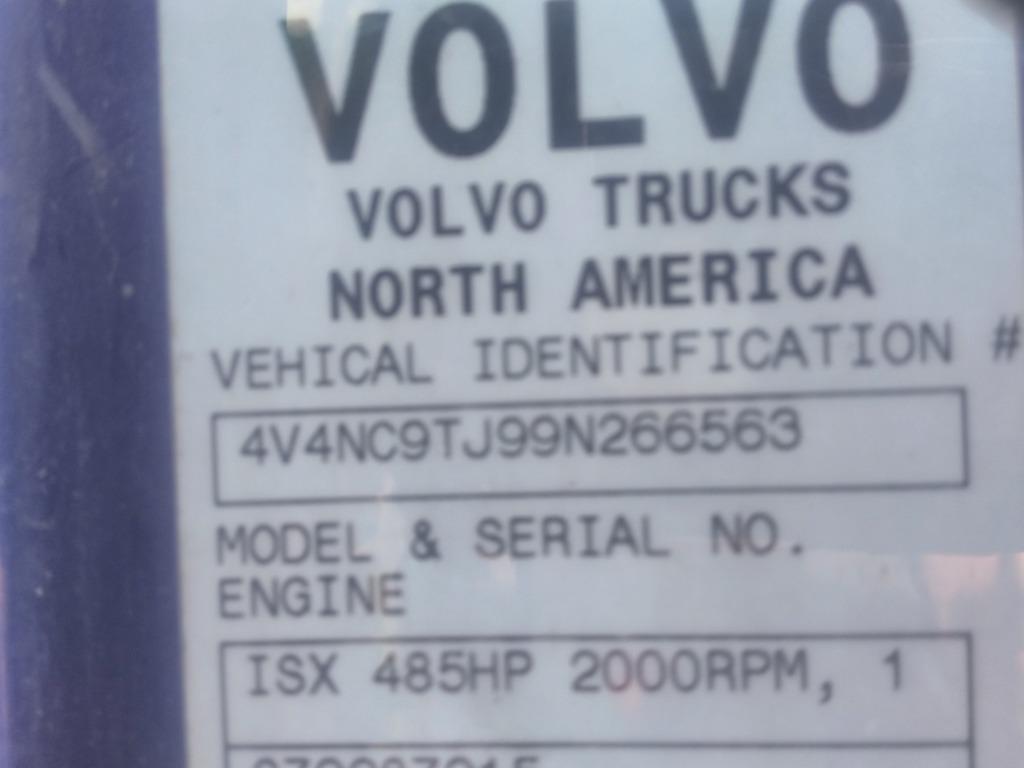 VOLVO
VOLVO TRUCKS
NORTH AMERICA
VEHICAL IDENTIFICATION #
4V4NC9TJ99N266563
MODEL & SERIAL NO.
ENGINE
ISX 485HP 2000RPM, 1